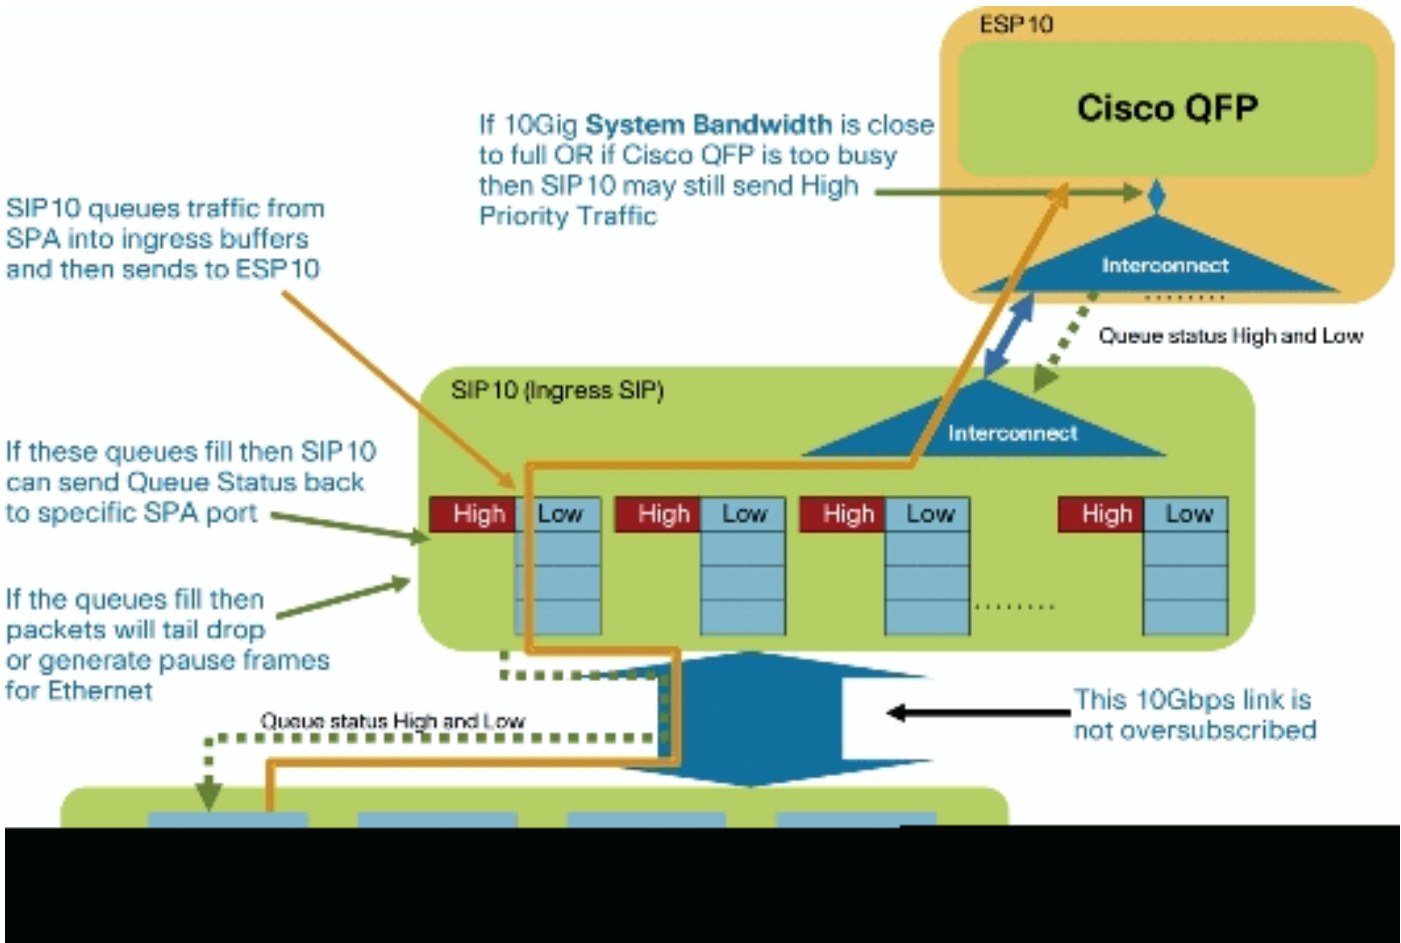 ESP10
Cisco QFP
If 10Gig System Bandwidth is close
to full OR if Cisco QFP is too busy
then SIP10 may still send High
Priority Traffic
SIP10 queues traffic from
SPA into ingress buffers
and then sends to ESP10
Interconnect
Queue status High and Low
SIP10 (Ingress SIP)
Interconnect
If these queues fill then SIP10
can send Queue Status back
to specific SPA port
High Low High Low High Low High Low
If the queues fill then
packets will tail drop
or generate pause frames
for Ethernet
This 10Gbps link is
not oversubscribed
Queue status High and Low